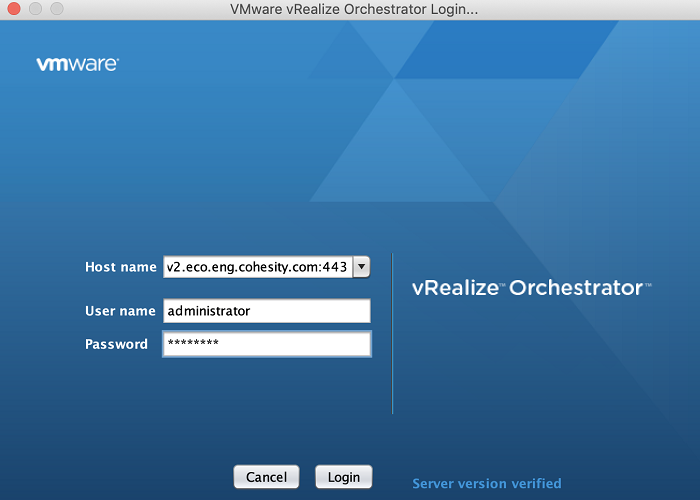 VMware vRealize Orchestrator Login...
vmware
Host name v2.eco.eng.cohesity.com:443
vRealize™ Orchestrator™
User name administrator
Password ********
Cancel Login
Server version verified